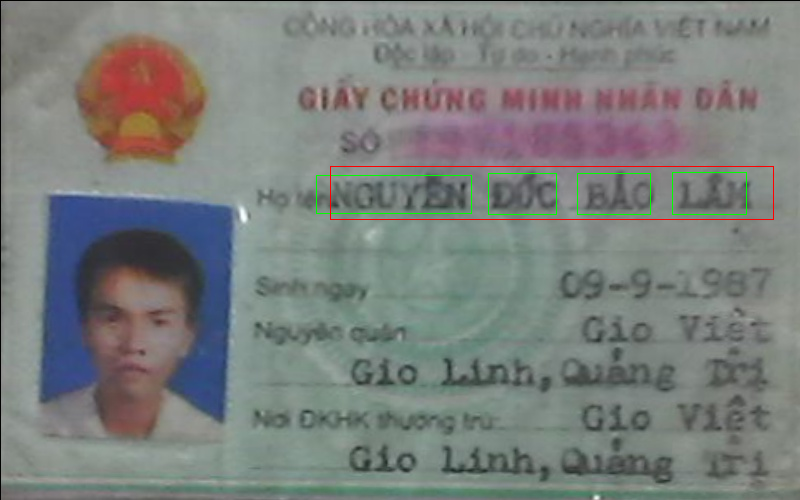 CỘNG HÒA XÃ HỘI CHỦ NGHĨA VIỆT NAM
Độc lập - Tự do - Hạnh phúc
GIẤY CHỨNG MINH NHÂN DÂN
SỐ
Họ tên NGUYỄN ĐỨC BẢO LÂM
Sinh ngày 09-9-1987
Nguyên quán Gio Việt
Gio Linh, Quảng Trị
Nơi ĐKHK thường trú: Gio Việt
Gio Linh, Quảng Trị